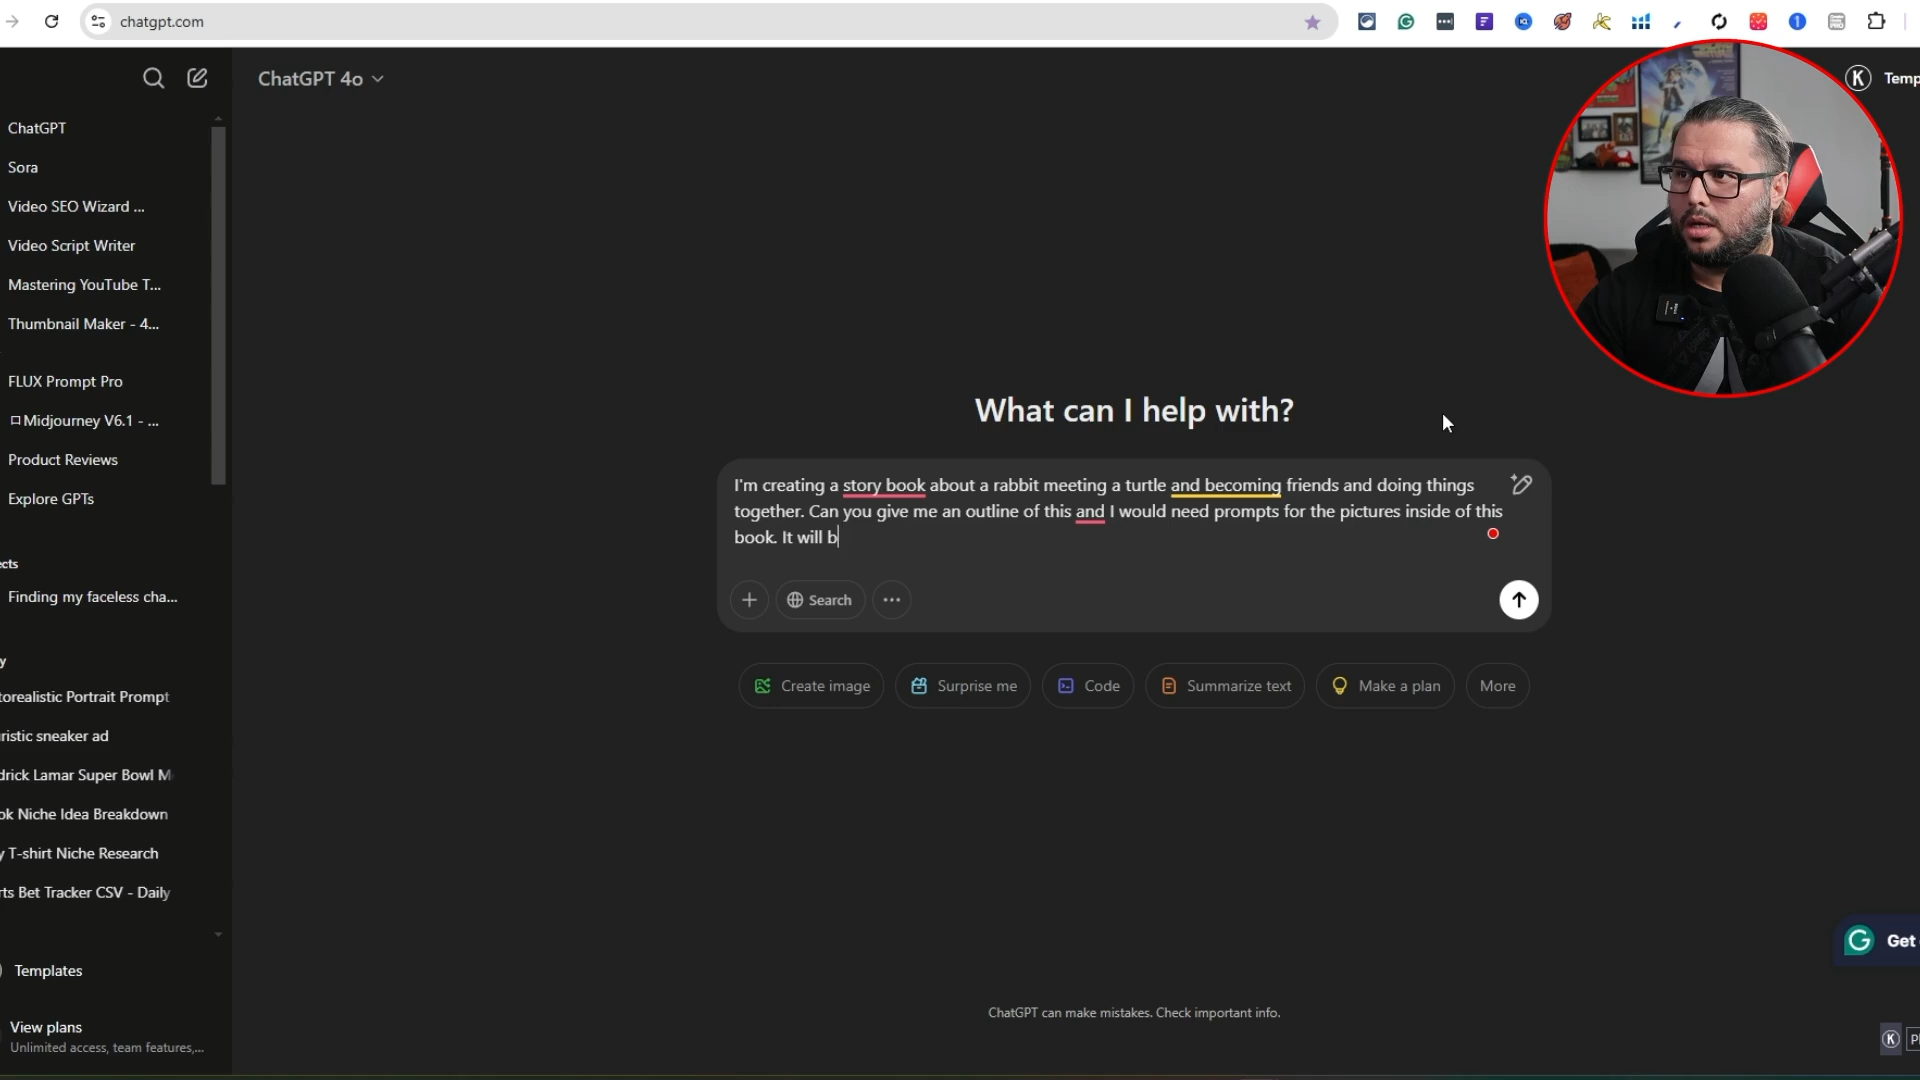 chatgpt.com
ChatGPT 4o
Temp
ChatGPT
Sora
Video SEO Wizard ...
Video Script Writer
Mastering YouTube T...
Thumbnail Maker - 4...
FLUX Prompt Pro
Midjourney V6.1 - ...
Product Reviews
Explore GPTs
ects
Finding my faceless cha...
y
torealistic Portrait Prompt
ristic sneaker ad
drick Lamar Super Bowl M
ok Niche Idea Breakdown
y T-shirt Niche Research
rts Bet Tracker CSV - Daily
Templates
View plans
Unlimited access, team features,...
What can I help with?
I'm creating a story book about a rabbit meeting a turtle and becoming friends and doing things
together. Can you give me an outline of this and I would need prompts for the pictures inside of this
book. It will b
Search
Create image
Surprise me
Code
Summarize text
Make a plan
More
Get
ChatGPT can make mistakes. Check important info.